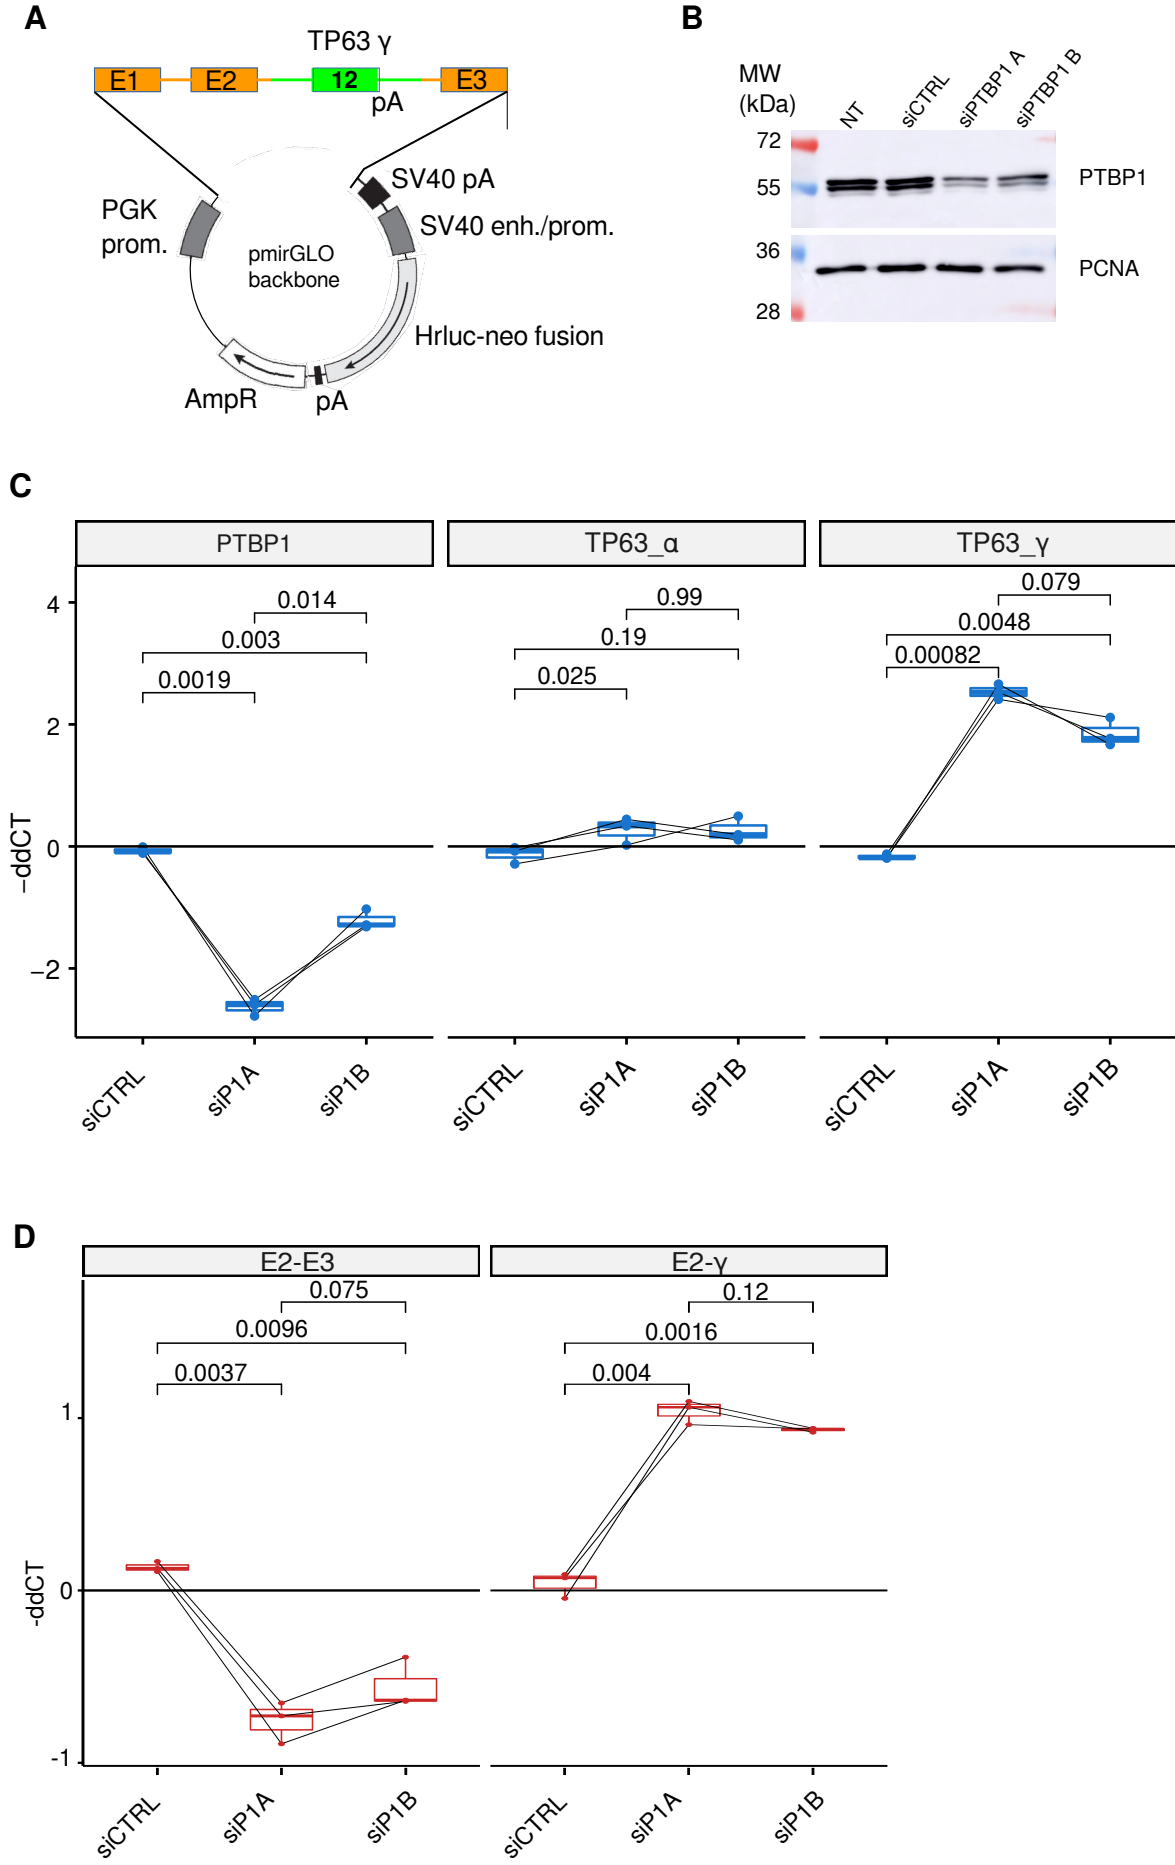 A
TP63 γ
E1
E2
12
E3
pA
SV40 pA
SV40 enh./prom.
PGK
prom.
pmirGLO
backbone
Hrluc-neo fusion
AmpR
pA
B
MW
(kDa)
NT
siCTRL
siPTBP1 A
siPTBP1 B
72
55
PTBP1
36
28
PCNA
C
PTBP1
TP63_α
TP63_γ
−ddCT
4
2
0
−2
0.014
0.003
0.0019
0.99
0.19
0.025
0.079
0.0048
0.00082
siCTRL
siP1A
siP1B
siCTRL
siP1A
siP1B
siCTRL
siP1A
siP1B
D
E2-E3
E2-γ
-ddCT
1
0
-1
0.075
0.0096
0.0037
0.12
0.0016
0.004
siCTRL
siP1A
siP1B
siCTRL
siP1A
siP1B